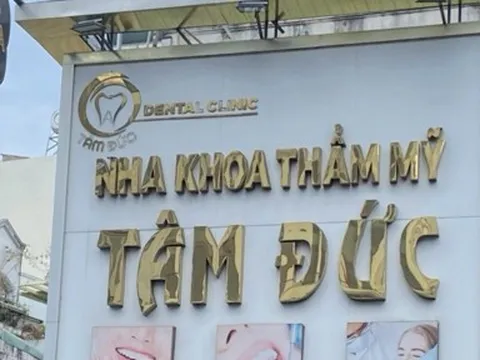 DENTAL CLINIC
TÂM ĐỨC
NHA KHOA THẨM MỸ
TÂM ĐỨC